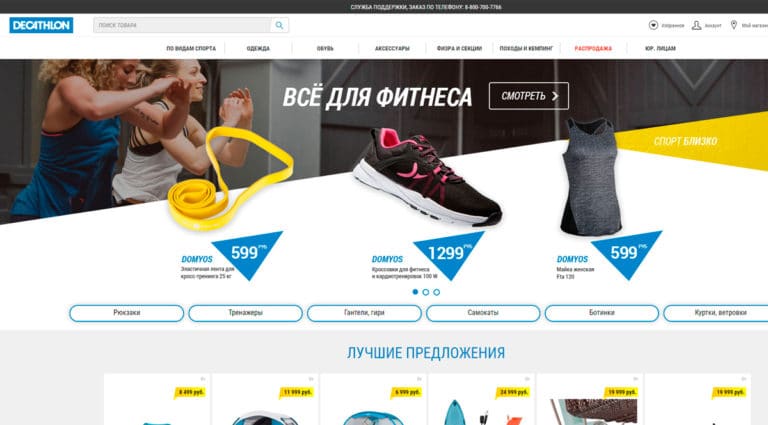 СЛУЖБА ПОДДЕРЖКИ, ЗАКАЗ ПО ТЕЛЕФОНУ: 8-800-700-7766
DECATHLON
ПОИСК ТОВАРА
Избранное
Аккаунт
Мой магазин
ПО ВИДАМ СПОРТА
ОДЕЖДА
ОБУВЬ
АКСЕССУАРЫ
ФИЗРА И СЕКЦИИ
ПОХОДЫ И КЕМПИНГ
РАСПРОДАЖА
ЮР. ЛИЦАМ
ВСЁ ДЛЯ ФИТНЕСА
СМОТРЕТЬ
СПОРТ БЛИЗКО
DOMYOS
599 РУБ.
Эластичная лента для
кросс-тренинга 25 кг
DOMYOS
1299 РУБ.
Кроссовки для фитнеса
и кардиотренировок 100 W
DOMYOS
599 РУБ.
Майка женская
Fta 120
Рюкзаки
Тренажеры
Гантели, гири
Самокаты
Ботинки
Куртки, ветровки
ЛУЧШИЕ ПРЕДЛОЖЕНИЯ
8 499 руб.
11 999 руб.
6 999 руб.
24 999 руб.
19 999 руб.
19 999 руб.